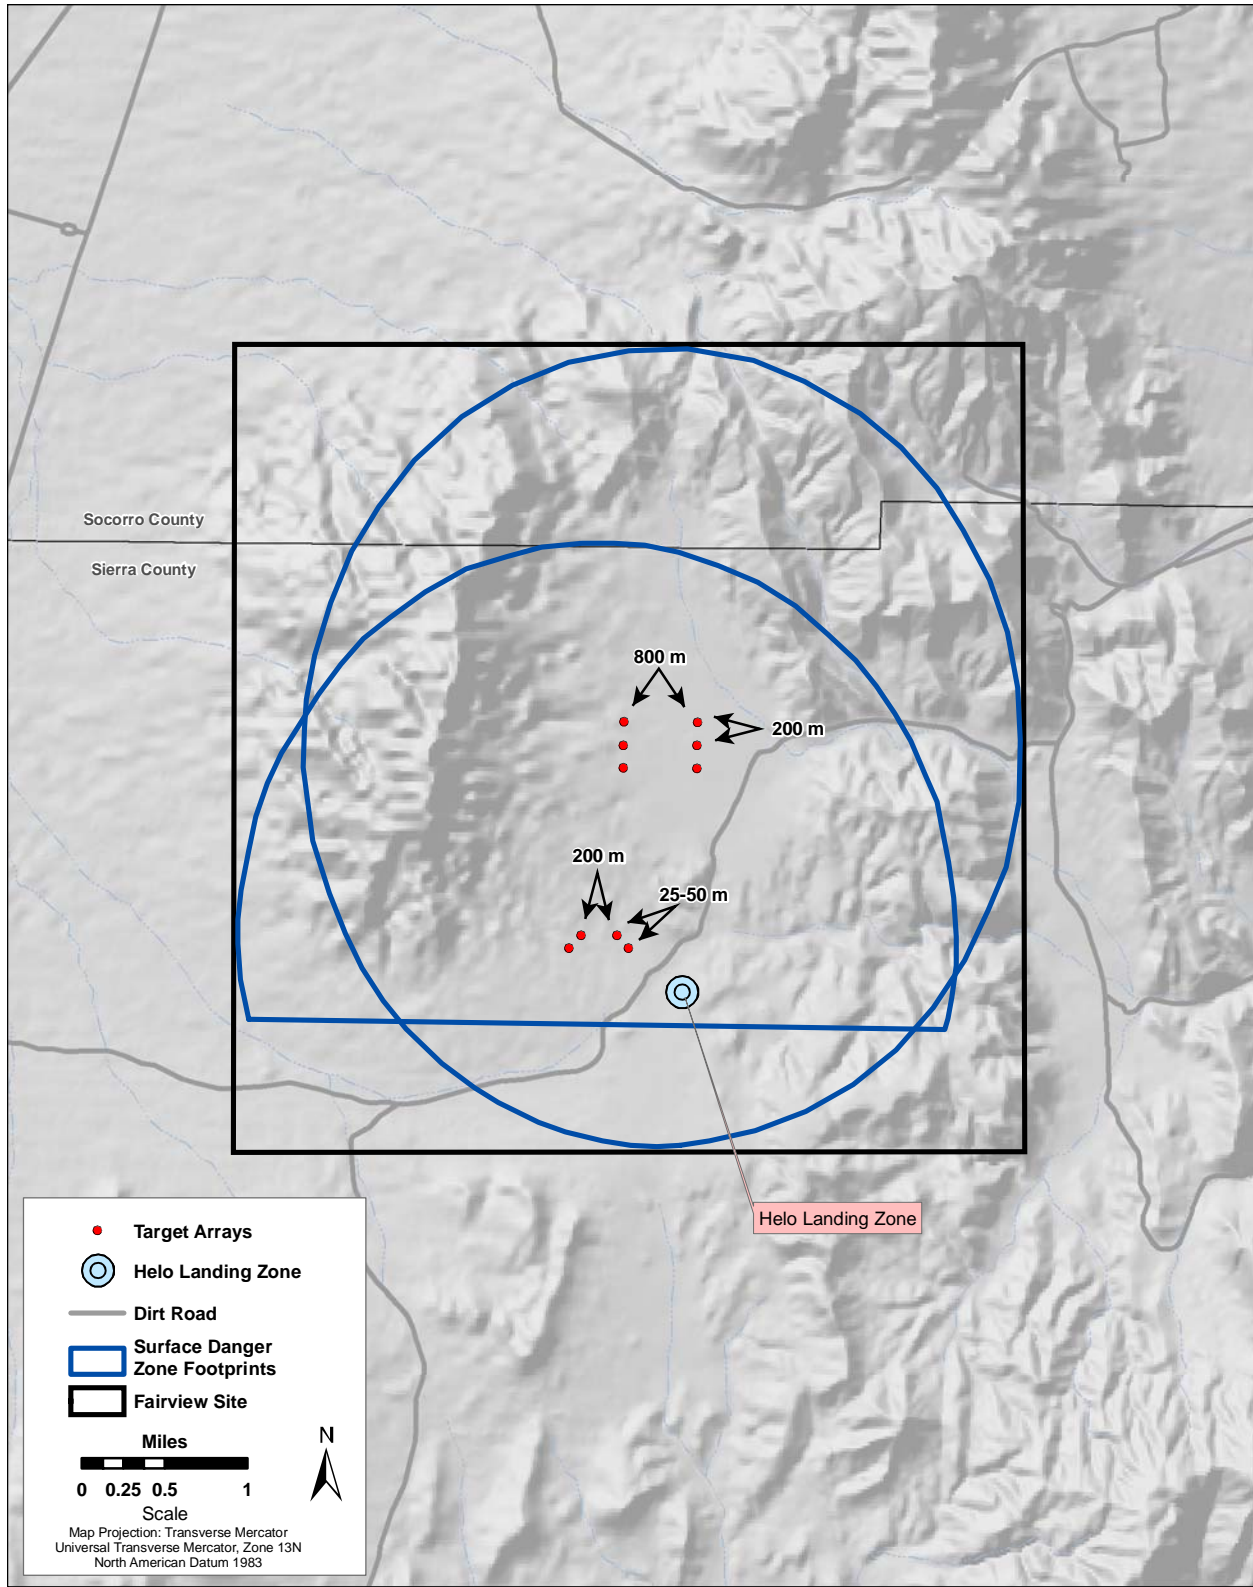 Socorro County
Sierra County
800 m
200 m
200 m
25-50 m
Helo Landing Zone
Target Arrays
Helo Landing Zone
Dirt Road
Surface Danger
Zone Footprints
Fairview Site
Miles
N
0 0.25 0.5 1
Scale
Map Projection: Transverse Mercator
Universal Transverse Mercator, Zone 13N
North American Datum 1983